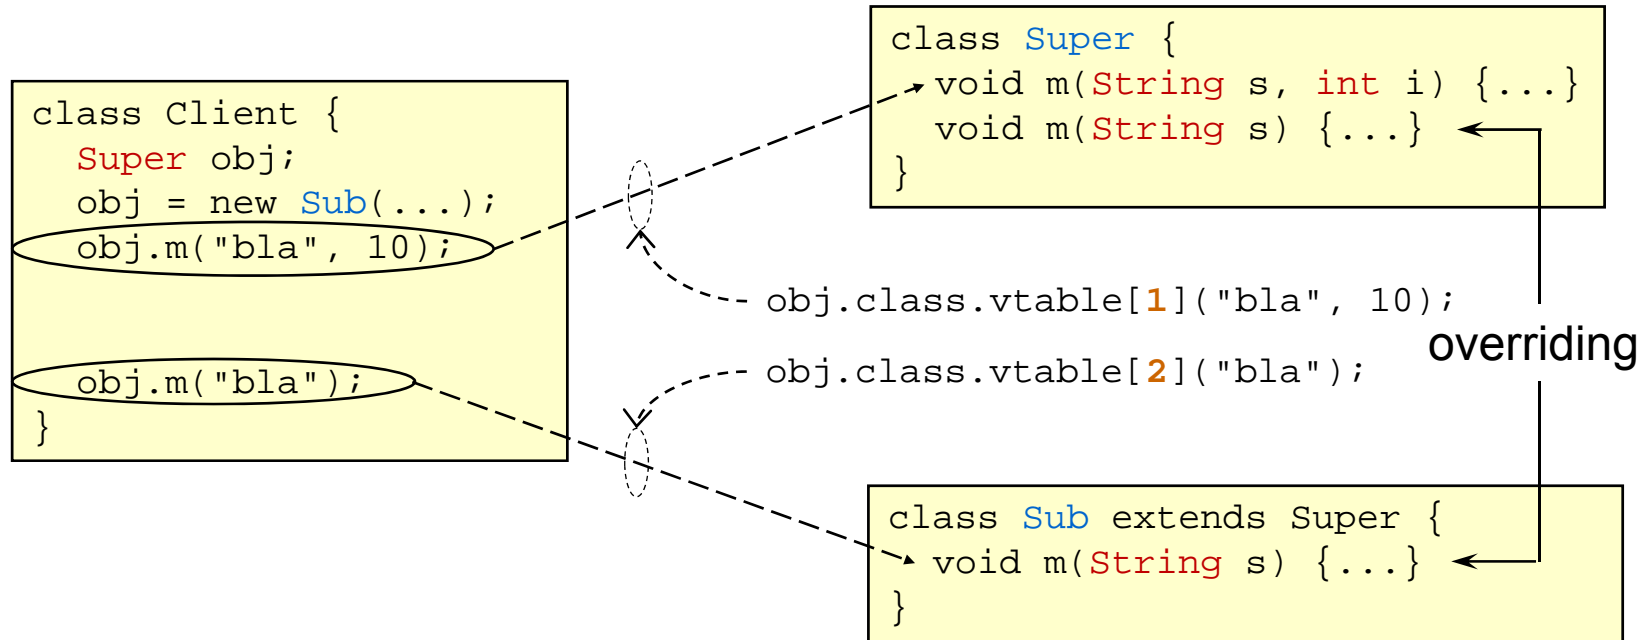 class Client {
Super obj;
obj = new Sub(...);
obj.m("bla", 10);
obj.m("bla");
}
class Super {
void m(String s, int i) {...}
void m(String s) {...}
}
obj.class.vtable[1]("bla", 10);
overriding
obj.class.vtable[2]("bla");
class Sub extends Super {
void m(String s) {...}
}